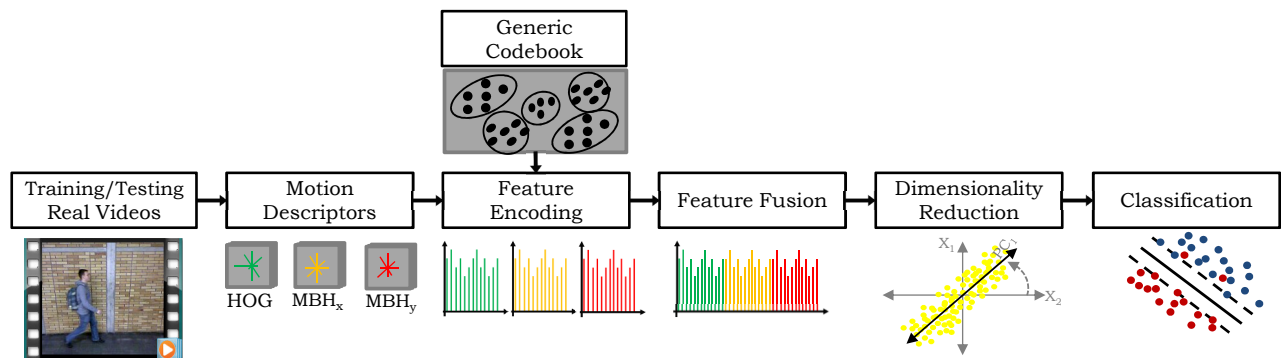 Generic
Codebook
Training/Testing
Real Videos
Motion
Descriptors
Feature
Encoding
Feature Fusion
Dimensionality
Reduction
Classification
HOG
MBHx
MBHy
X1
PC1
X2